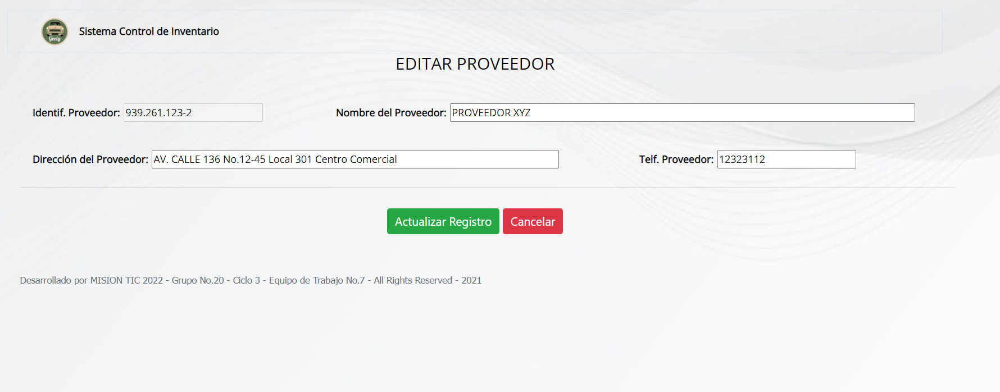 Geely
Sistema Control de Inventario
EDITAR PROVEEDOR
Identif. Proveedor: 939.261.123-2 Nombre del Proveedor: PROVEEDOR XYZ
Dirección del Proveedor: AV. CALLE 136 No.12-45 Local 301 Centro Comercial Telf. Proveedor: 12323112
Actualizar Registro Cancelar
Desarrollado por MISION TIC 2022 - Grupo No.20 - Ciclo 3 - Equipo de Trabajo No.7 - All Rights Reserved - 2021